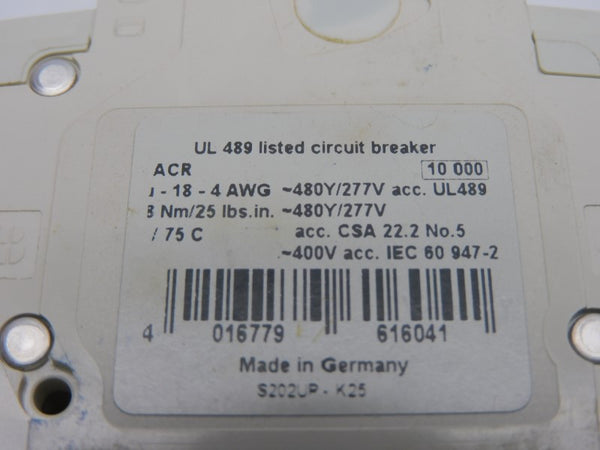 UL 489 listed circuit breaker
ACR 10 000
- 18 - 4 AWG ~480Y/277V acc. UL489
Nm/25 lbs.in. ~480Y/277V
/ 75 C acc. CSA 22.2 No.5
~400V acc. IEC 60 947-2
4 016779 616041
Made in Germany
S202UP - K25